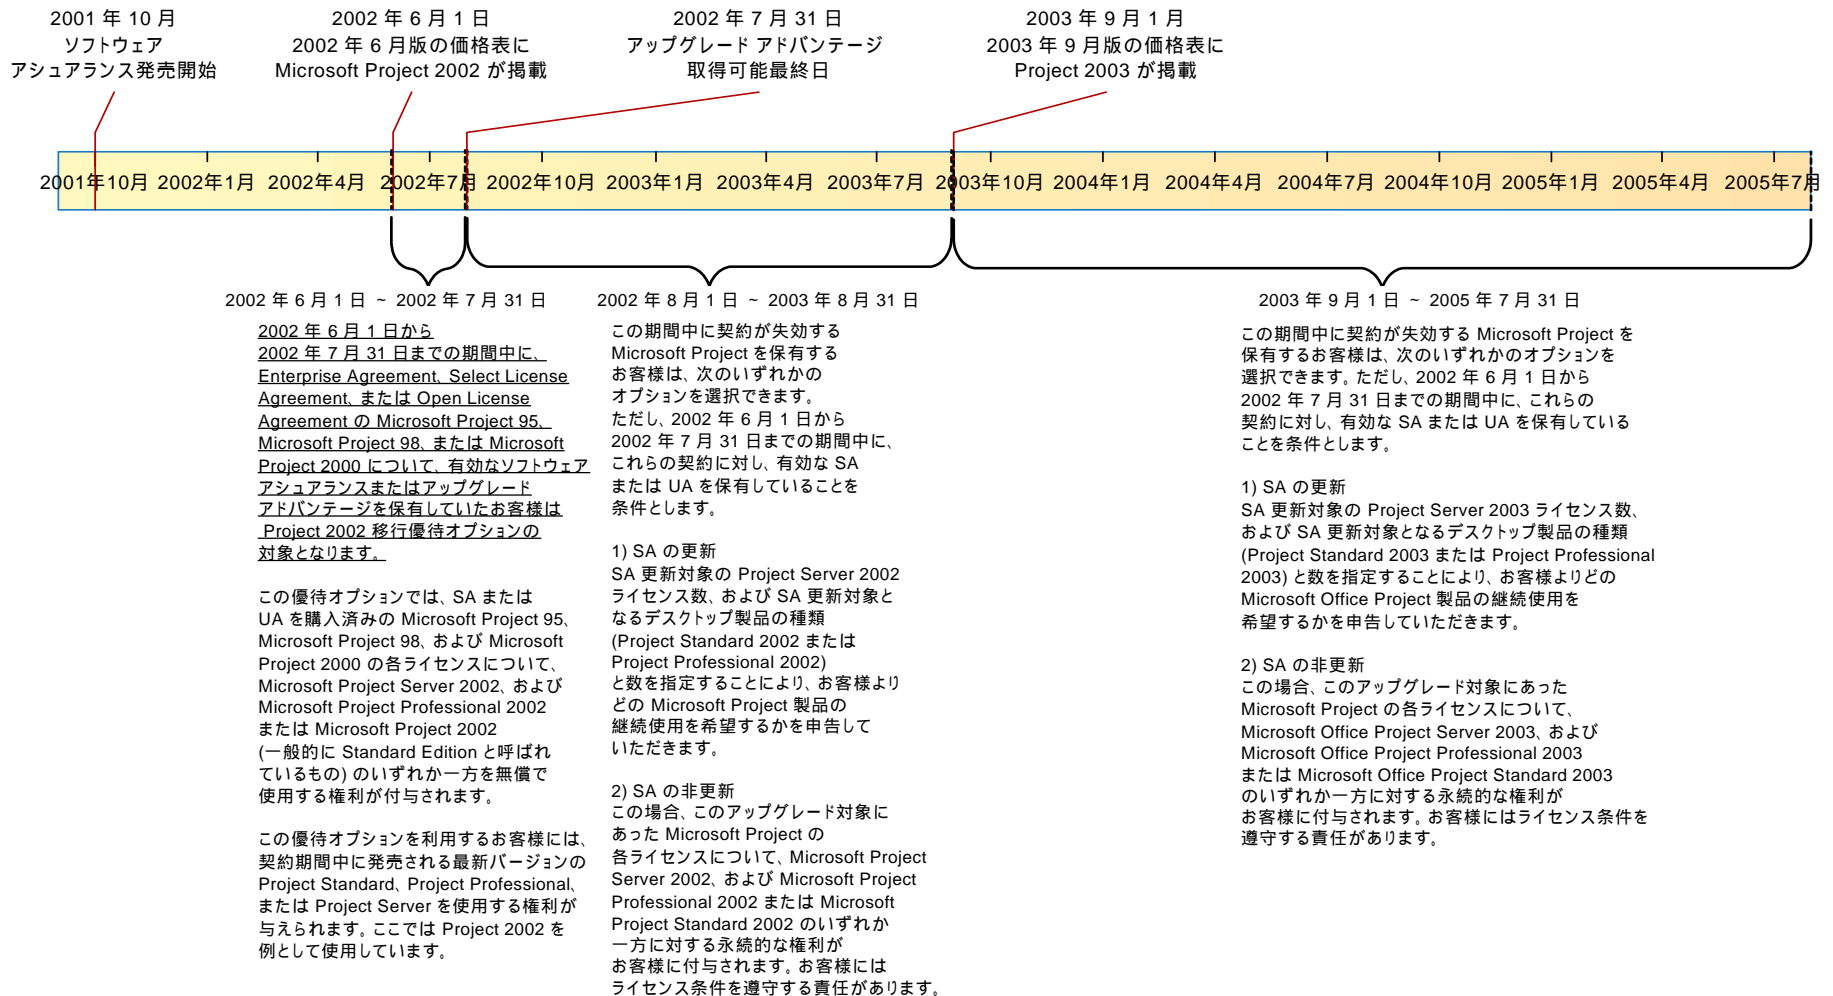 2001 年 10 月
ソフトウェア
アシュアランス発売開始
2002 年 6 月 1 日
2002 年 6 月版の価格表に
Microsoft Project 2002 が掲載
2002 年 7 月 31 日
アップグレード アドバンテージ
取得可能最終日
2003 年 9 月 1 月
2003 年 9 月版の価格表に
Project 2003 が掲載
2001年10月 2002年1月 2002年4月 2002年7月 2002年10月 2003年1月 2003年4月 2003年7月 2003年10月 2004年1月 2004年4月 2004年7月 2004年10月 2005年1月 2005年4月 2005年7月
2002 年 6 月 1 日 ~ 2002 年 7 月 31 日
2002 年 6 月 1 日から
2002 年 7 月 31 日までの期間中に、
Enterprise Agreement、Select License
Agreement、または Open License
Agreement の Microsoft Project 95、
Microsoft Project 98、または Microsoft
Project 2000 について、有効なソフトウェア
アシュアランスまたはアップグレード
アドバンテージを保有していたお客様は
Project 2002 移行優待オプションの
対象となります。
この優待オプションでは、SA または
UA を購入済みの Microsoft Project 95、
Microsoft Project 98、および Microsoft
Project 2000 の各ライセンスについて、
Microsoft Project Server 2002、および
Microsoft Project Professional 2002
または Microsoft Project 2002
(一般的に Standard Edition と呼ばれ
ているもの) のいずれか一方を無償で
使用する権利が付与されます。
この優待オプションを利用するお客様には、
契約期間中に発売される最新バージョンの
Project Standard、Project Professional、
または Project Server を使用する権利が
与えられます。ここでは Project 2002 を
例として使用しています。
2002 年 8 月 1 日 ~ 2003 年 8 月 31 日
この期間中に契約が失効する
Microsoft Project を保有する
お客様は、次のいずれかの
オプションを選択できます。
ただし、2002 年 6 月 1 日から
2002 年 7 月 31 日までの期間中に、
これらの契約に対し、有効な SA
または UA を保有していることを
条件とします。
1) SA の更新
SA 更新対象の Project Server 2002
ライセンス数、および SA 更新対象と
なるデスクトップ製品の種類
(Project Standard 2002 または
Project Professional 2002)
と数を指定することにより、お客様より
どの Microsoft Project 製品の
継続使用を希望するかを申告して
いただきます。
2) SA の非更新
この場合、このアップグレード対象に
あった Microsoft Project の
各ライセンスについて、Microsoft Project
Server 2002、および Microsoft Project
Professional 2002 または Microsoft
Project Standard 2002 のいずれか
一方に対する永続的な権利が
お客様に付与されます。お客様には
ライセンス条件を遵守する責任があります。
2003 年 9 月 1 日 ~ 2005 年 7 月 31 日
この期間中に契約が失効する Microsoft Project を
保有するお客様は、次のいずれかのオプションを
選択できます。ただし、2002 年 6 月 1 日から
2002 年 7 月 31 日までの期間中に、これらの
契約に対し、有効な SA または UA を保有している
ことを条件とします。
1) SA の更新
SA 更新対象の Project Server 2003 ライセンス数、
および SA 更新対象となるデスクトップ製品の種類
(Project Standard 2003 または Project Professional
2003) と数を指定することにより、お客様よりどの
Microsoft Office Project 製品の継続使用を
希望するかを申告していただきます。
2) SA の非更新
この場合、このアップグレード対象にあった
Microsoft Project の各ライセンスについて、
Microsoft Office Project Server 2003、および
Microsoft Office Project Professional 2003
または Microsoft Office Project Standard 2003
のいずれか一方に対する永続的な権利が
お客様に付与されます。お客様にはライセンス条件を
遵守する責任があります。